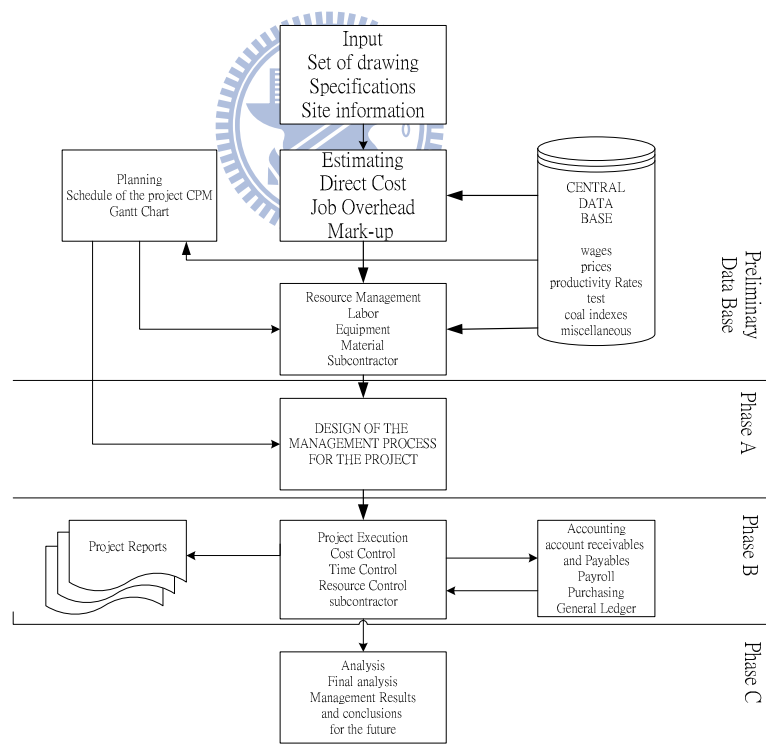 Input
Set of drawing
Specifications
Site information
Estimating
Direct Cost
Job Overhead
Mark-up
Planning
Schedule of the project CPM
Gantt Chart
CENTRAL
DATA
BASE
wages
prices
productivity Rates
test
coal indexes
miscellaneous
Resource Management
Labor
Equipment
Material
Subcontractor
Preliminary
Data Base
DESIGN OF THE
MANAGEMENT PROCESS
FOR THE PROJECT
Phase A
Project Reports
Project Execution
Cost Control
Time Control
Resource Control
subcontractor
Accounting
account receivables
and Payables
Payroll
Purchasing
General Ledger
Phase B
Analysis
Final analysis
Management Results
and conclusions
for the future
Phase C